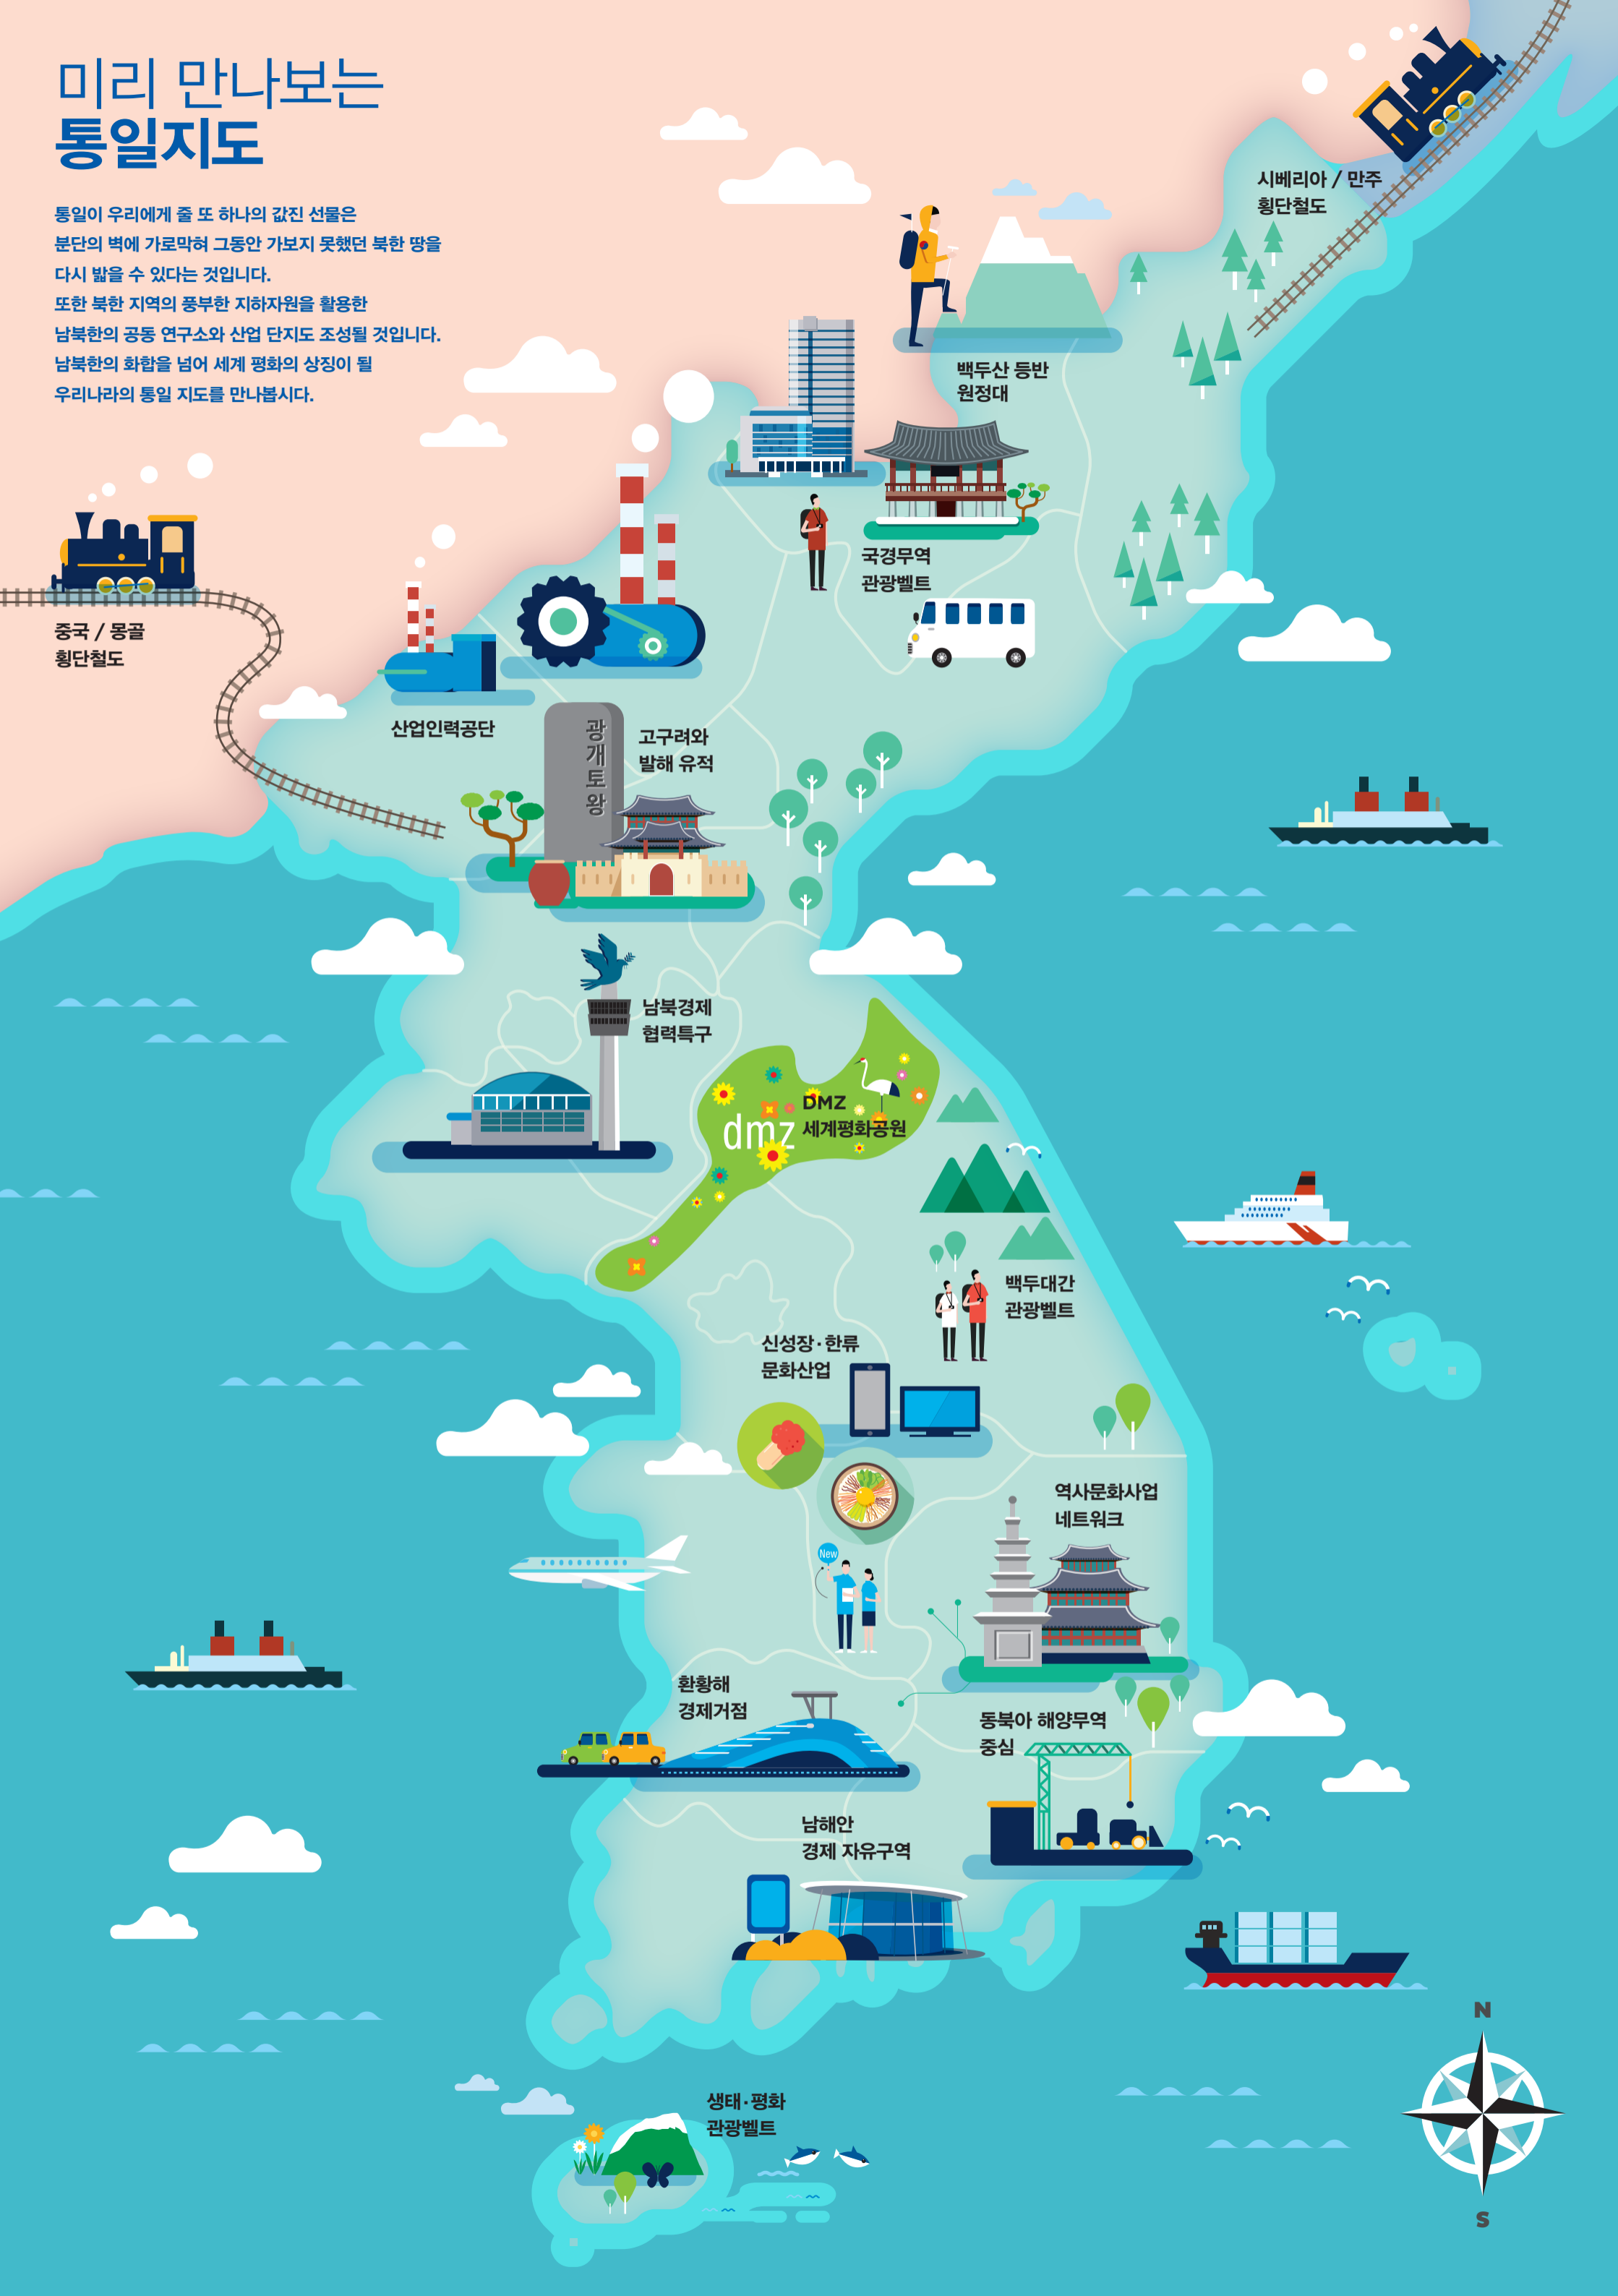 미리 만나보는
통일지도
통일이 우리에게 줄 또 하나의 값진 선물은
분단의 벽에 가로막혀 그동안 가보지 못했던 북한 땅을
다시 밟을 수 있다는 것입니다.
또한 북한 지역의 풍부한 지하자원을 활용한
남북한의 공동 연구소와 산업 단지도 조성될 것입니다.
남북한의 화합을 넘어 세계 평화의 상징이 될
우리나라의 통일 지도를 만나봅시다.
시베리아 / 만주
횡단철도
백두산 등반
원정대
국경무역
관광벨트
중국 / 몽골
횡단철도
산업인력공단
광
개
토
왕
고구려와
발해 유적
남북경제
협력특구
dmz
DMZ
세계평화공원
백두대간
관광벨트
신성장·한류
문화산업
역사문화사업
네트워크
New
환황해
경제거점
동북아 해양무역
중심
남해안
경제 자유구역
생태·평화
관광벨트
N
S